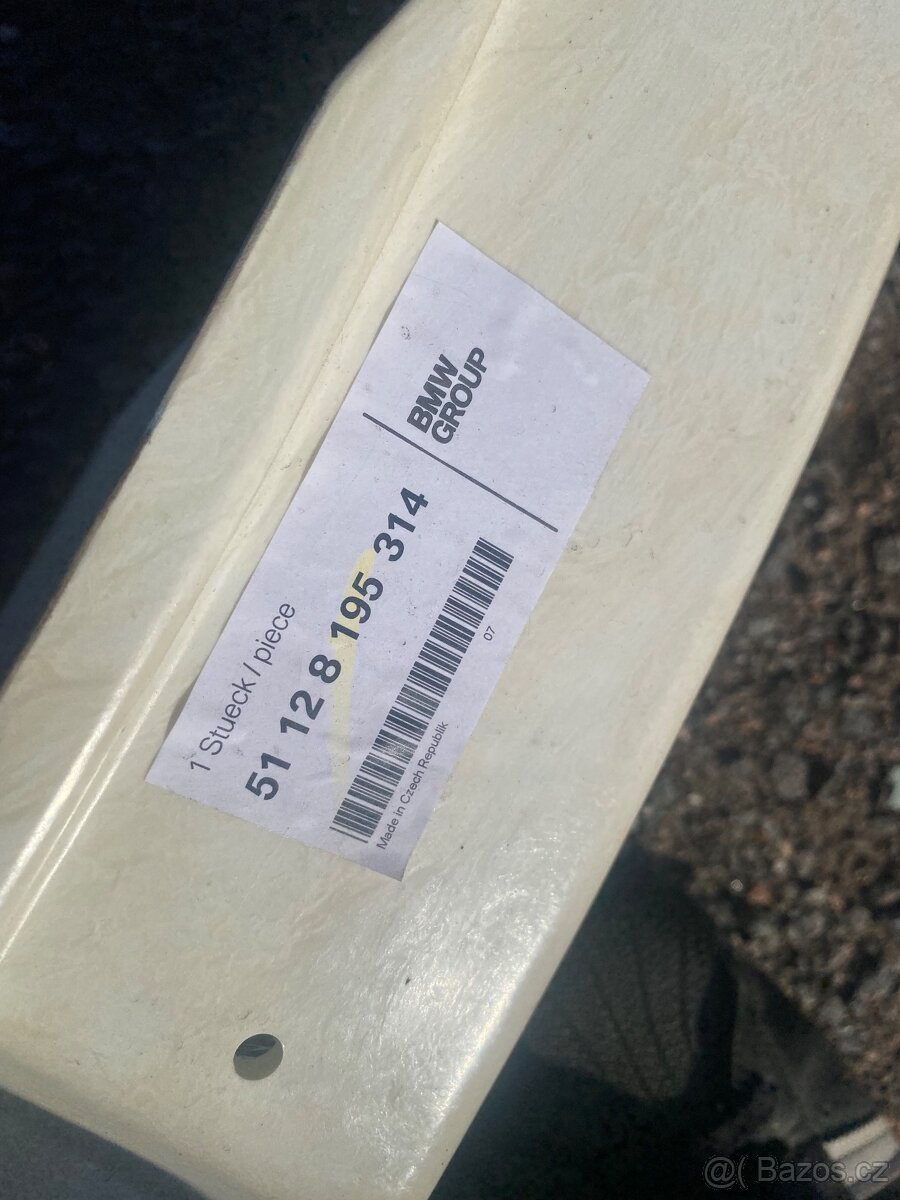 1 Stueck / piece
51 12 8 195 314
Made in Czech Republik
07
BMW
GROUP
@( Bazos.cz